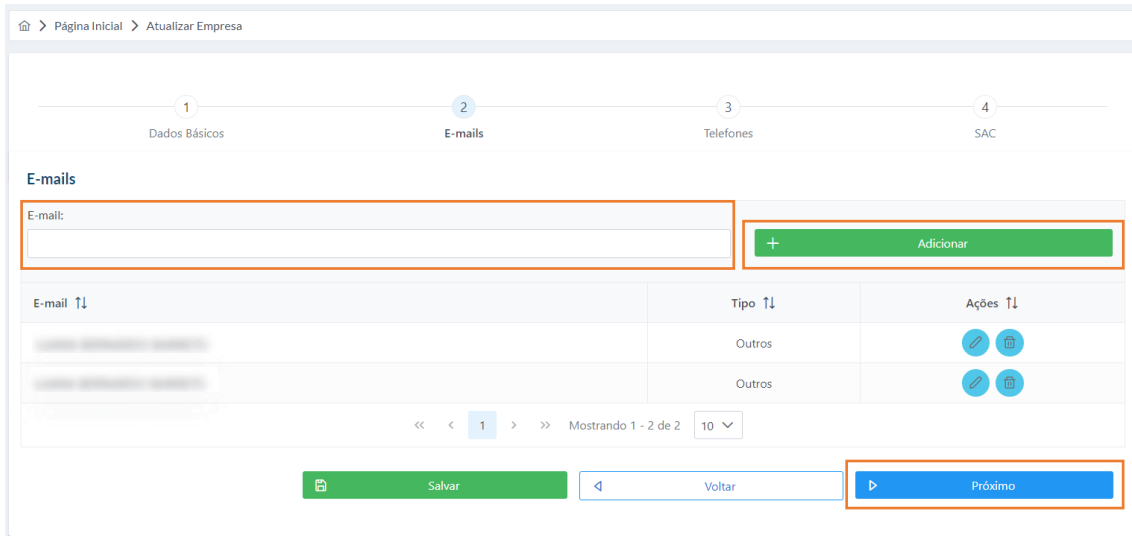 Página Inicial Atualizar Empresa
1 2 3 4
Dados Básicos E-mails Telefones SAC
E-mails
E-mail:
Adicionar
E-mail Tipo Ações
Outros
Outros
1 Mostrando 1 - 2 de 2 10
Salvar Voltar Próximo